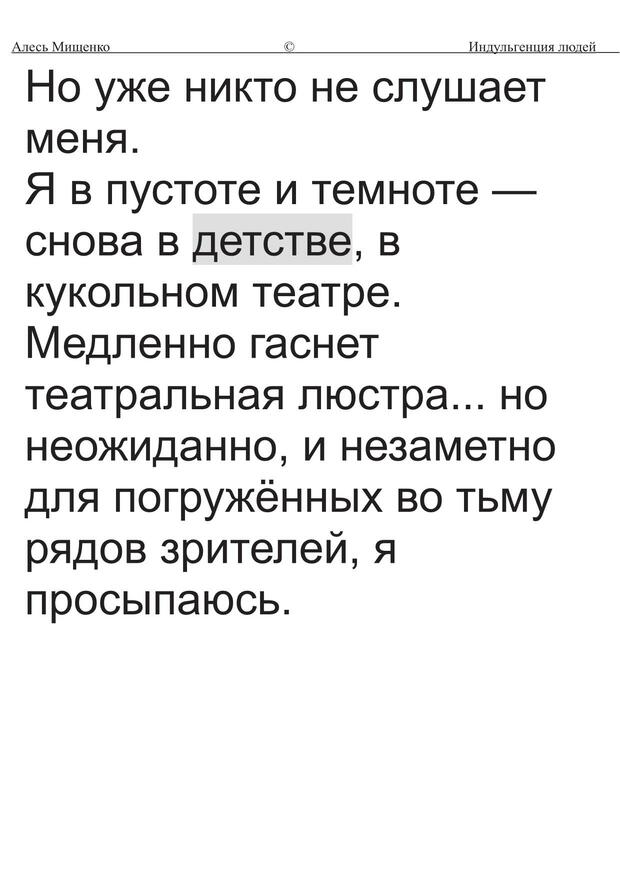 Алесь Мищенко © Индульгенция людей
Но уже никто не слушает
меня.
Я в пустоте и темноте —
снова в детстве, в
кукольном театре.
Медленно гаснет
театральная люстра... но
неожиданно, и незаметно
для погружённых во тьму
рядов зрителей, я
просыпаюсь.